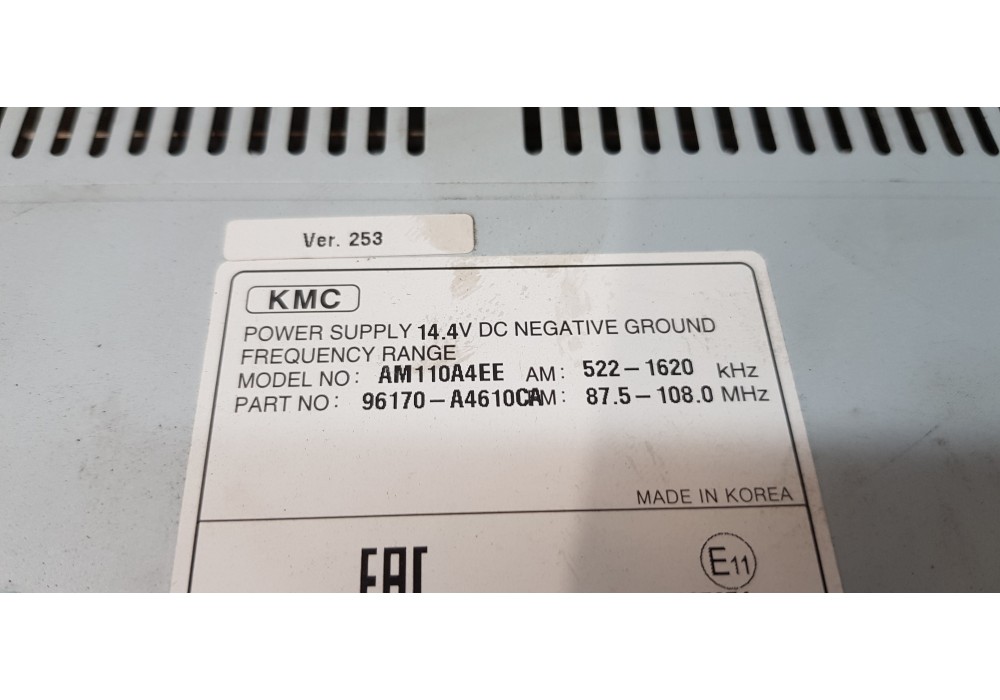 Ver. 253
KMC
POWER SUPPLY 14.4V DC NEGATIVE GROUND
FREQUENCY RANGE
MODEL NO: AM110A4EE AM: 522-1620 kHz
PART NO: 96170-A4610CA FM: 87.5-108.0 MHz
MADE IN KOREA
EAC
E11